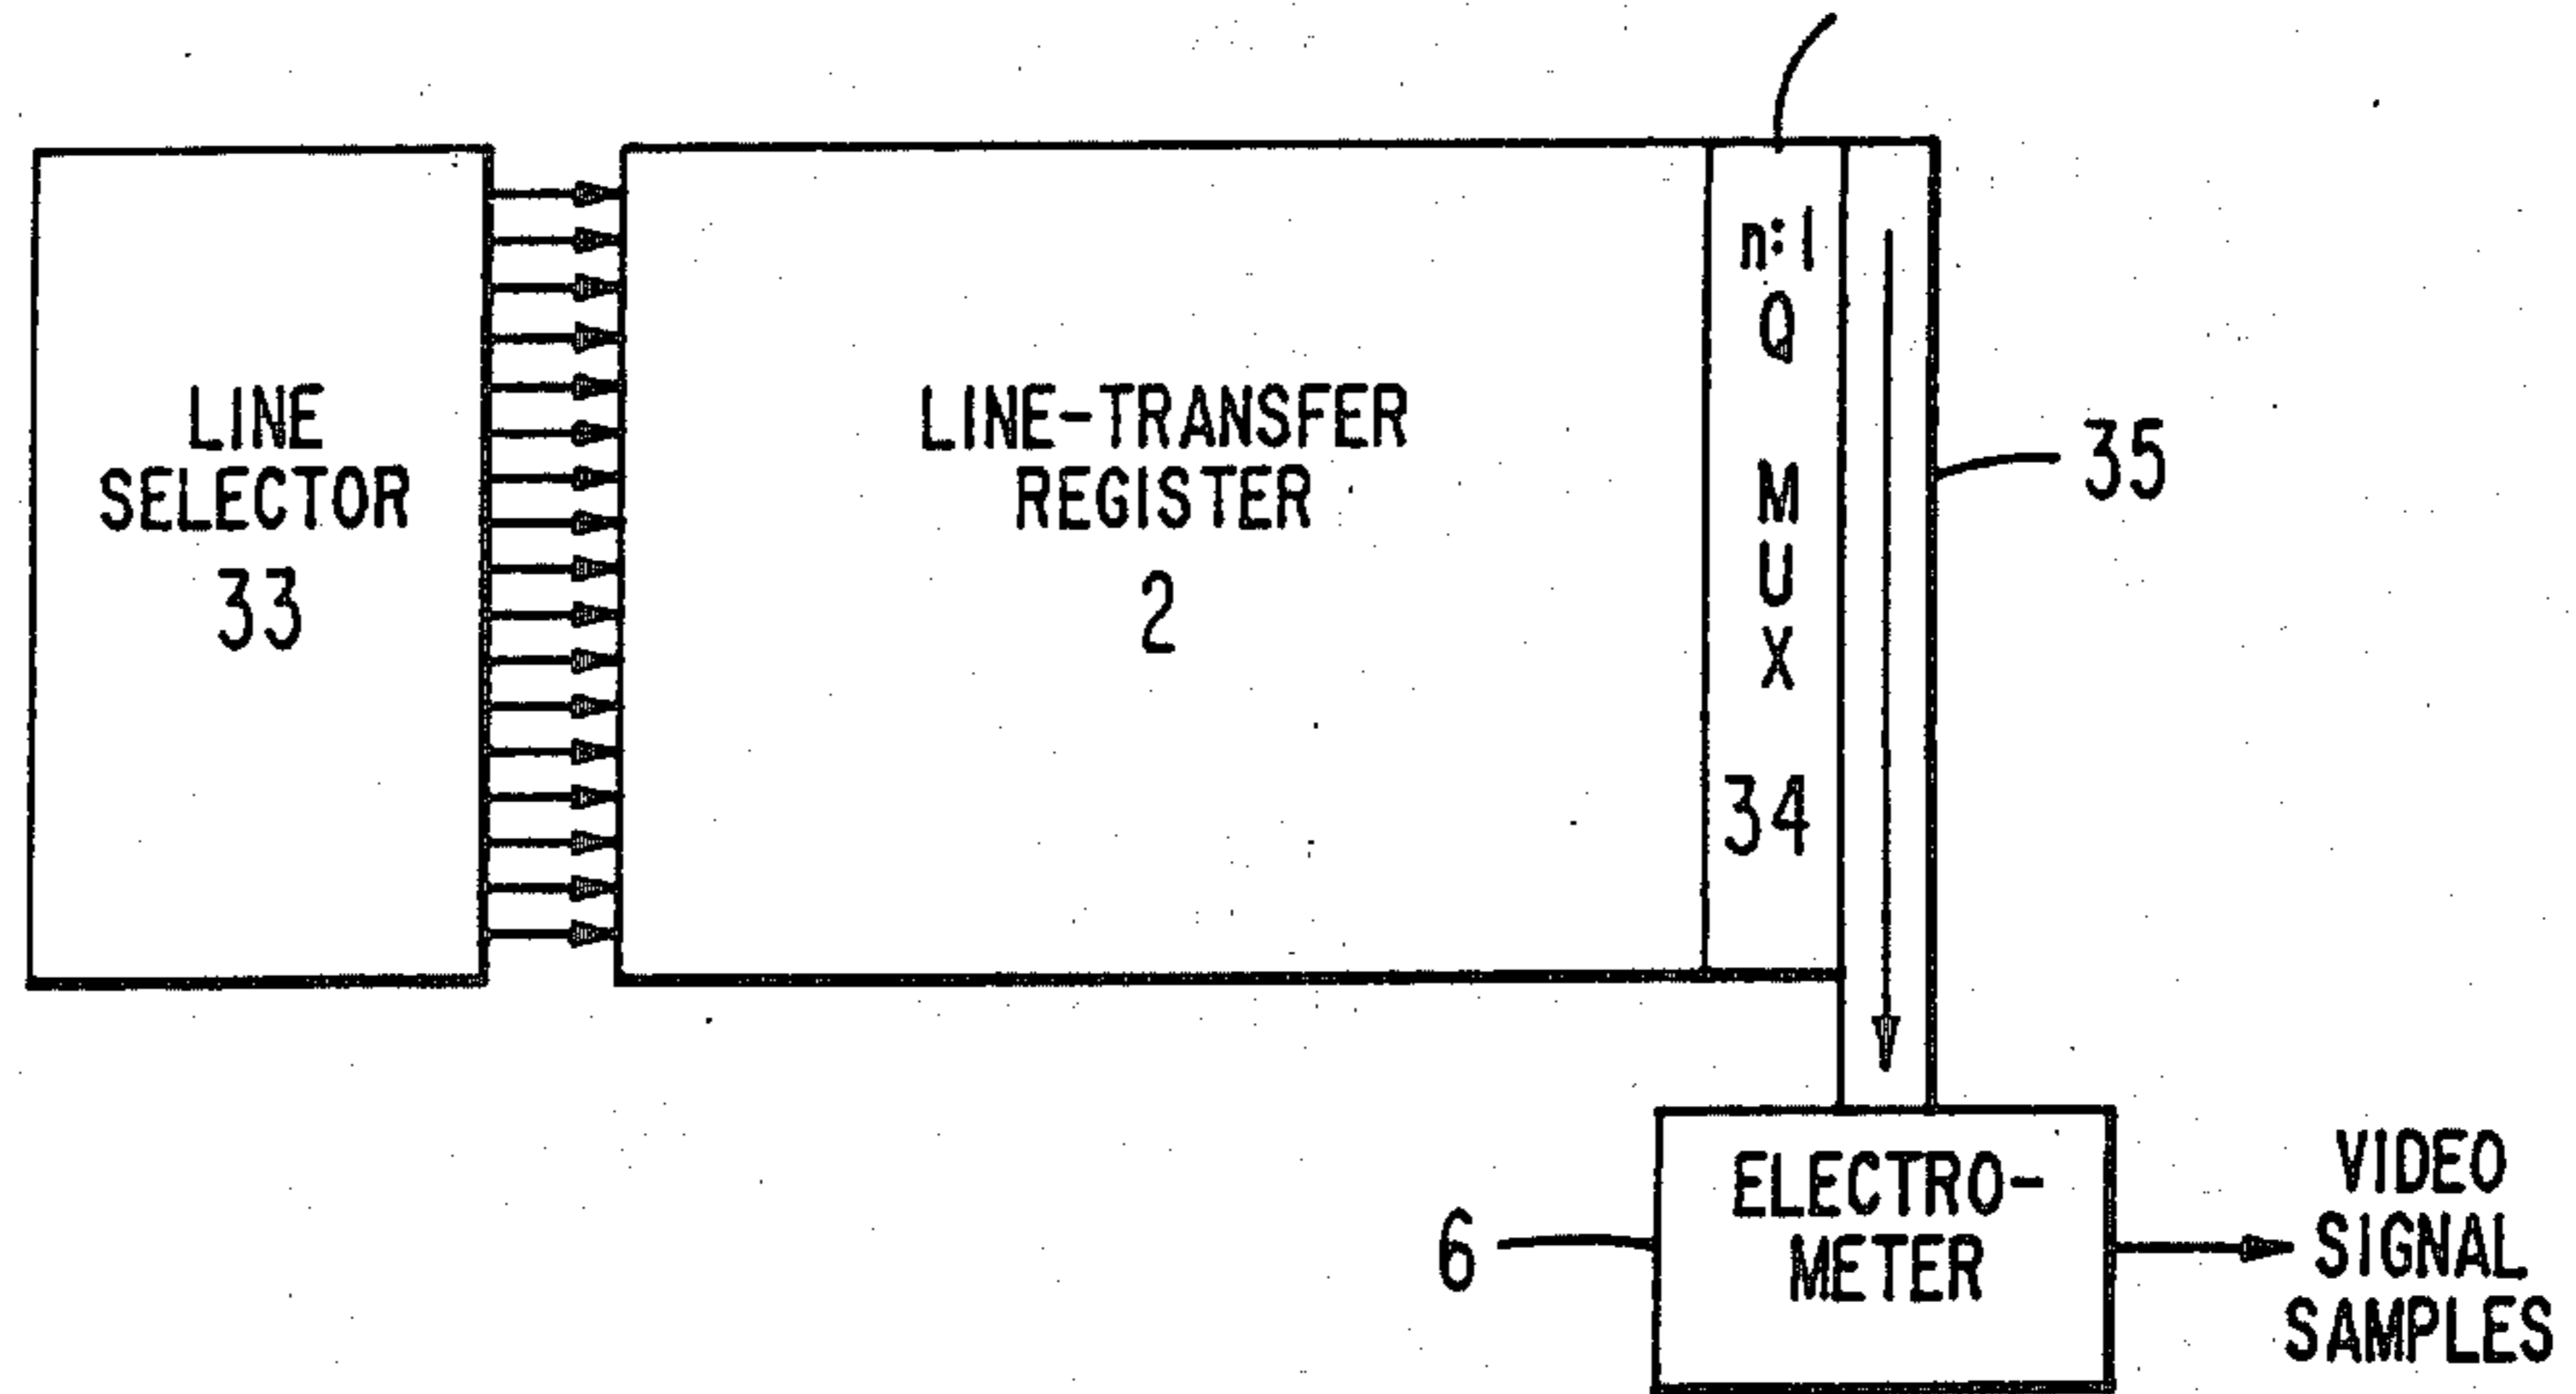 LINE
SELECTOR
33
LINE-TRANSFER
REGISTER
2
n:1
Q
MUX
34
35
6
ELECTRO-
METER
VIDEO
SIGNAL
SAMPLES